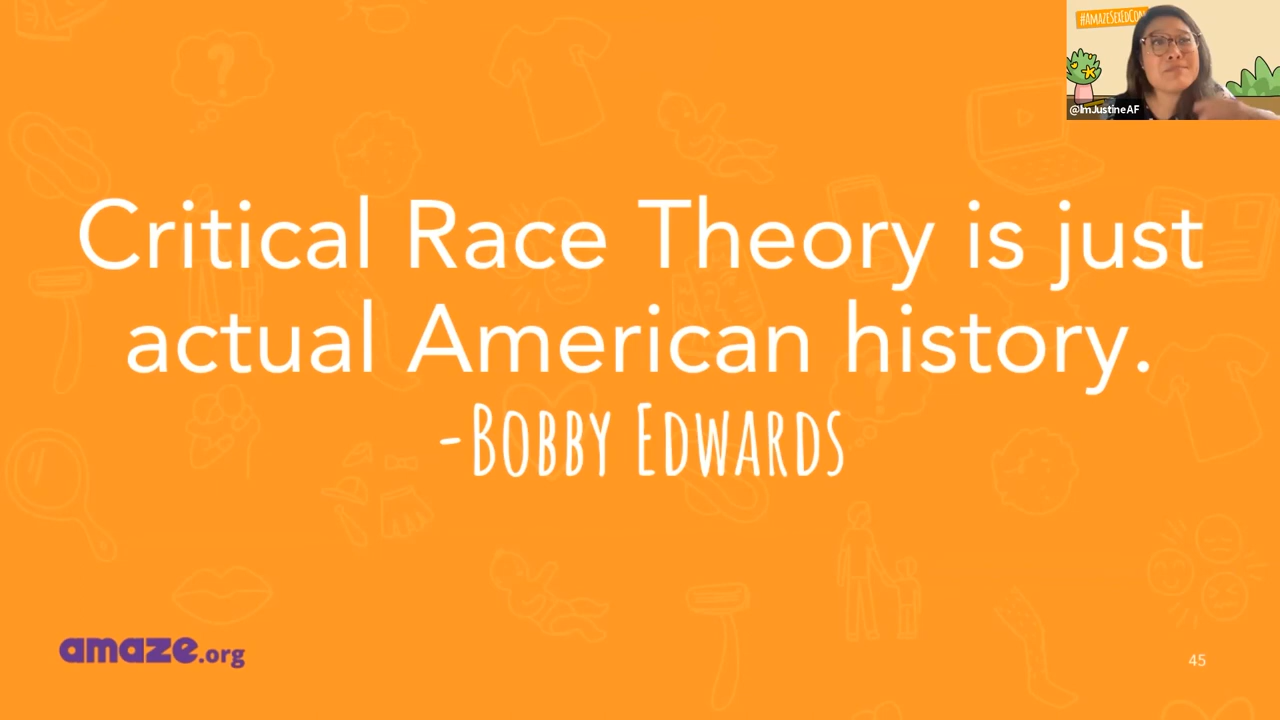 #AMAZESEXEDCON
@ImJustineAF
Critical Race Theory is just
actual American history.
-BOBBY EDWARDS
amaze.org
45